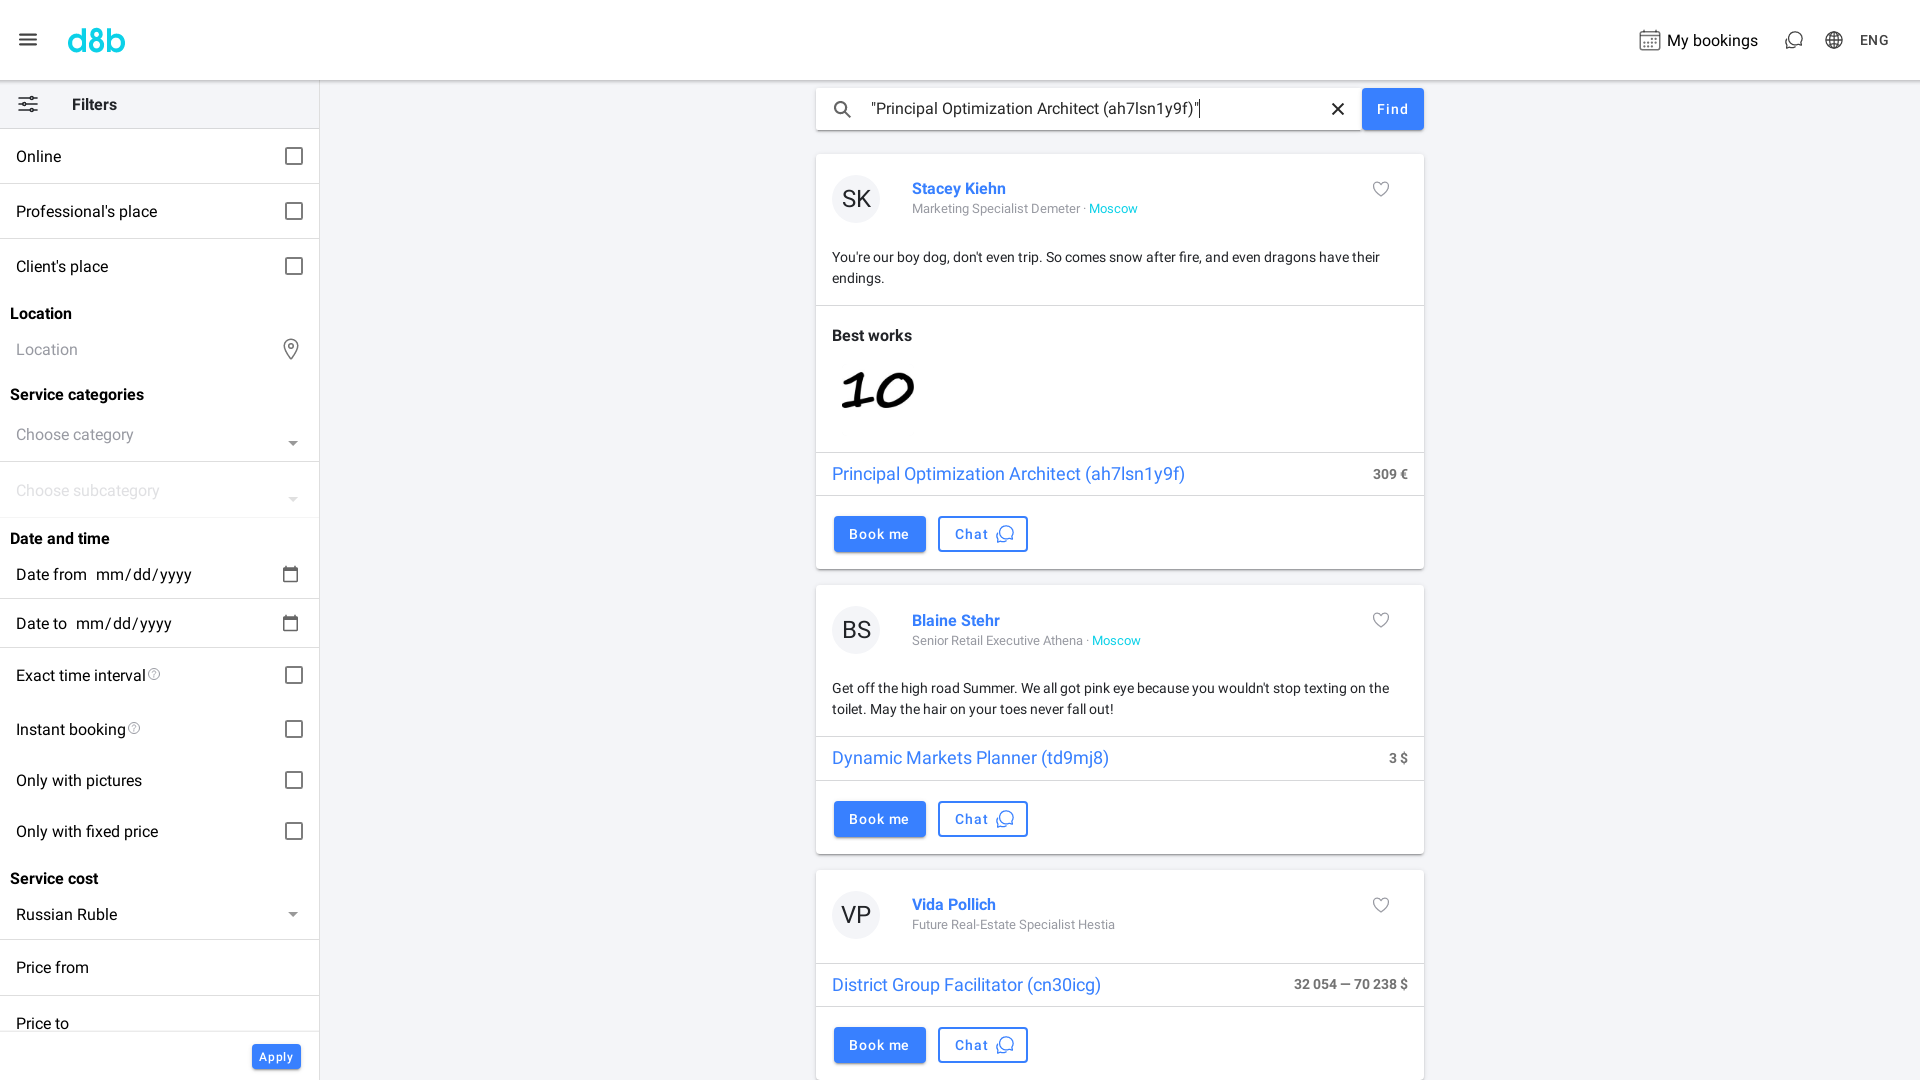 d8b
My bookings
ENG
Filters
Online
Professional's place
Client's place
Location
Location
Service categories
Choose category
Choose subcategory
Date and time
Date from mm/dd/yyyy
Date to mm/dd/yyyy
Exact time interval
Instant booking
Only with pictures
Only with fixed price
Service cost
Russian Ruble
Price from
Price to
Apply
"Principal Optimization Architect (ah7lsn1y9f)"
Find
SK
Stacey Kiehn
Marketing Specialist Demeter · Moscow
You're our boy dog, don't even trip. So comes snow after fire, and even dragons have their
endings.
Best works
10
Principal Optimization Architect (ah7lsn1y9f) 309 €
Book me Chat
BS
Blaine Stehr
Senior Retail Executive Athena · Moscow
Get off the high road Summer. We all got pink eye because you wouldn't stop texting on the
toilet. May the hair on your toes never fall out!
Dynamic Markets Planner (td9mj8) 3 $
Book me Chat
VP
Vida Pollich
Future Real-Estate Specialist Hestia
District Group Facilitator (cn30icg) 32 054 — 70 238 $
Book me Chat